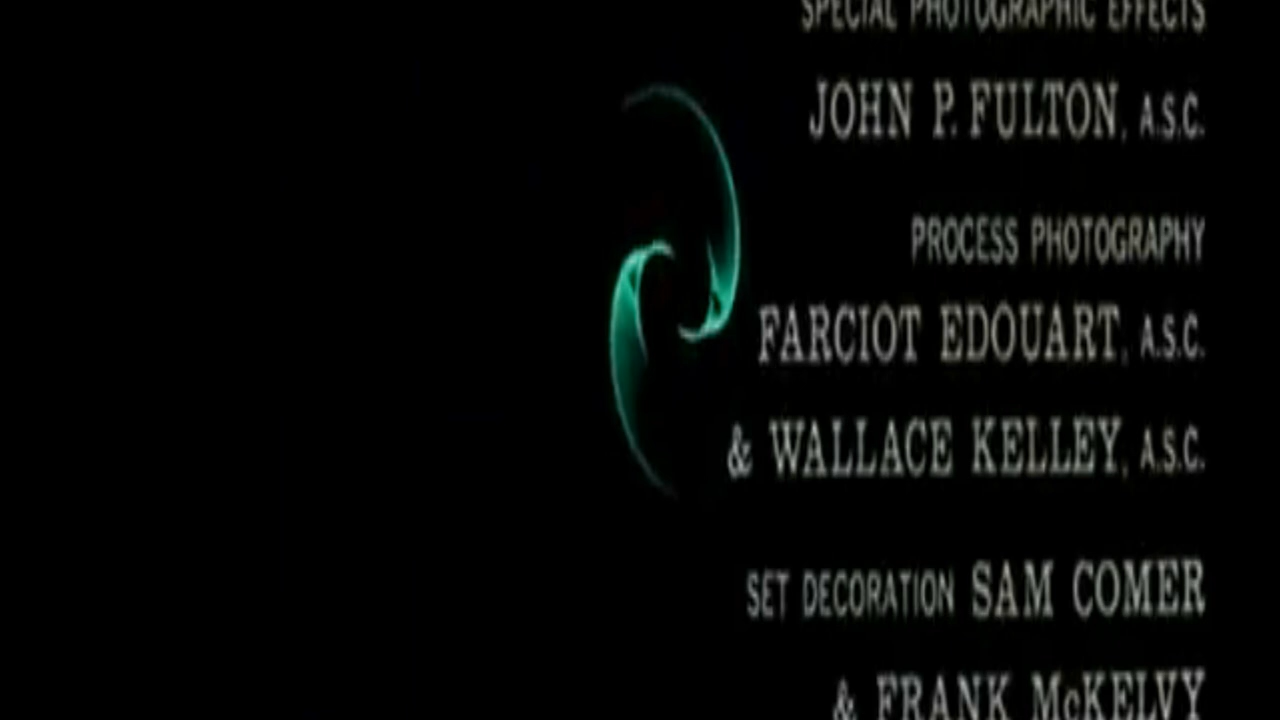 SPECIAL PHOTOGRAPHIC EFFECTS
JOHN P. FULTON, A.S.C.
PROCESS PHOTOGRAPHY
FARCIOT EDOUART, A.S.C.
& WALLACE KELLEY, A.S.C.
SET DECORATION SAM COMER
& FRANK McKELVY